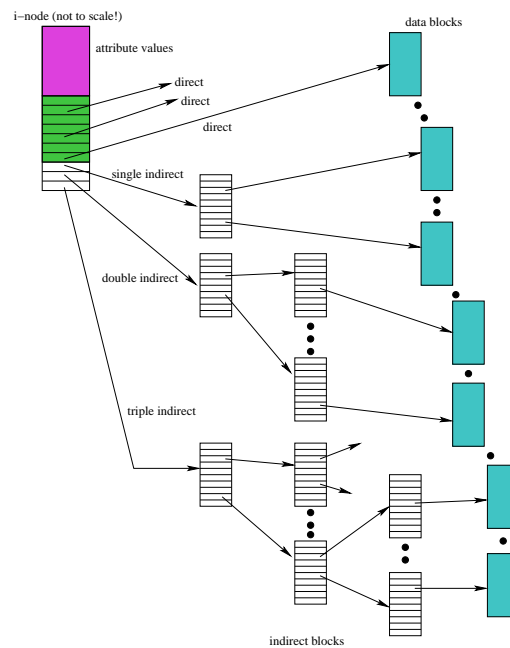 i-node (not to scale!)
data blocks
attribute values
direct
direct
direct
single indirect
double indirect
triple indirect
indirect blocks